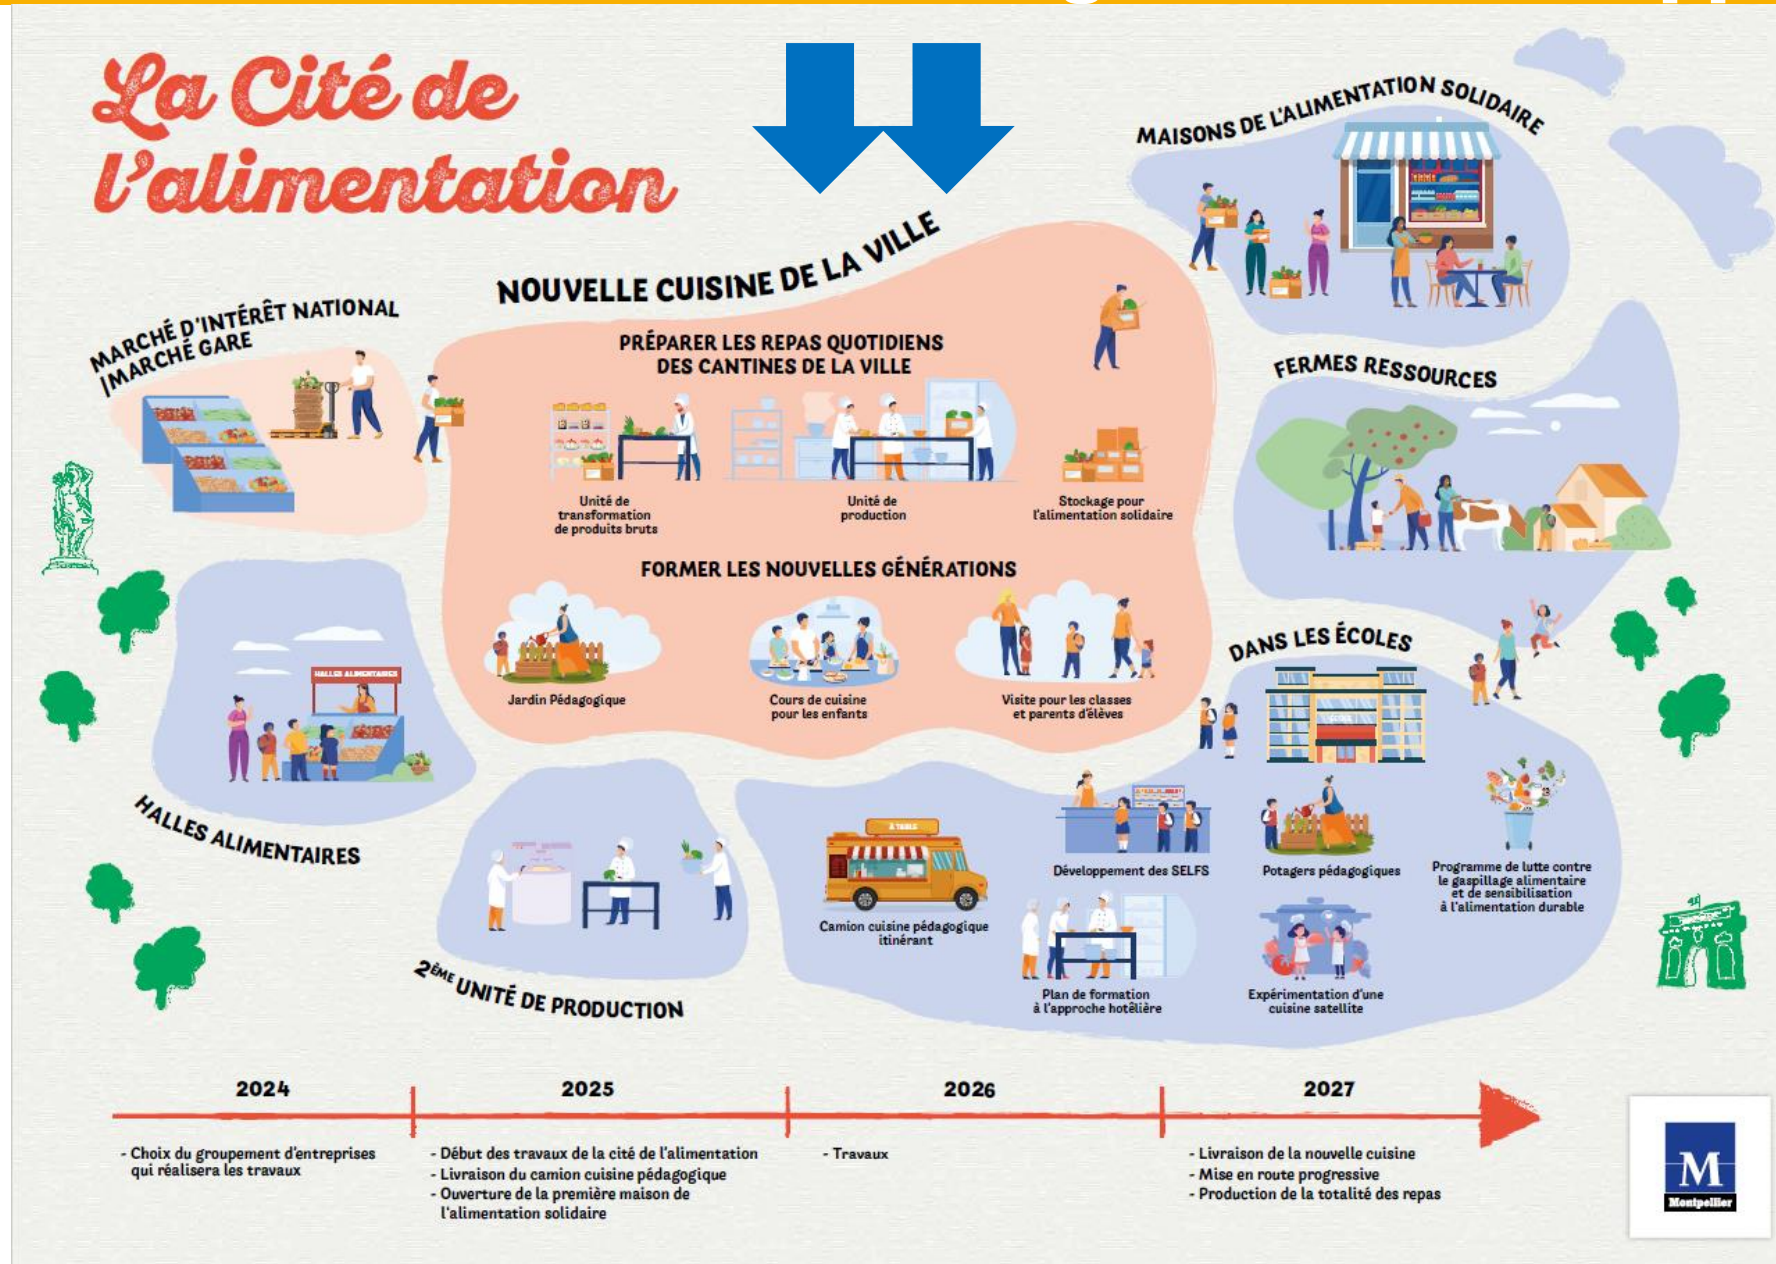 La Cité de
l'alimentation
MARCHÉ D'INTÉRÊT NATIONAL
/MARCHÉ GARE
NOUVELLE CUISINE DE LA VILLE
PRÉPARER LES REPAS QUOTIDIENS
DES CANTINES DE LA VILLE
Unité de
transformation
de produits bruts
Unité de
production
Stockage pour
l'alimentation solidaire
FORMER LES NOUVELLES GÉNÉRATIONS
Jardin Pédagogique
Cours de cuisine
pour les enfants
Visite pour les classes
et parents d'élèves
MAISONS DE L'ALIMENTATION SOLIDAIRE
FERMES RESSOURCES
DANS LES ÉCOLES
HALLES ALIMENTAIRES
HALLES ALIMENTAIRES
2ÈME UNITÉ DE PRODUCTION
À TABLE
Camion cuisine pédagogique
itinérant
Développement des SELFS
Potagers pédagogiques
Programme de lutte contre
le gaspillage alimentaire
et de sensibilisation
à l'alimentation durable
Plan de formation
à l'approche hotêlière
Expérimentation d'une
cuisine satellite
2024
- Choix du groupement d'entreprises
qui réalisera les travaux
2025
- Début des travaux de la cité de l'alimentation
- Livraison du camion cuisine pédagogique
- Ouverture de la première maison de
l'alimentation solidaire
2026
- Travaux
2027
- Livraison de la nouvelle cuisine
- Mise en route progressive
- Production de la totalité des repas
M
Montpellier